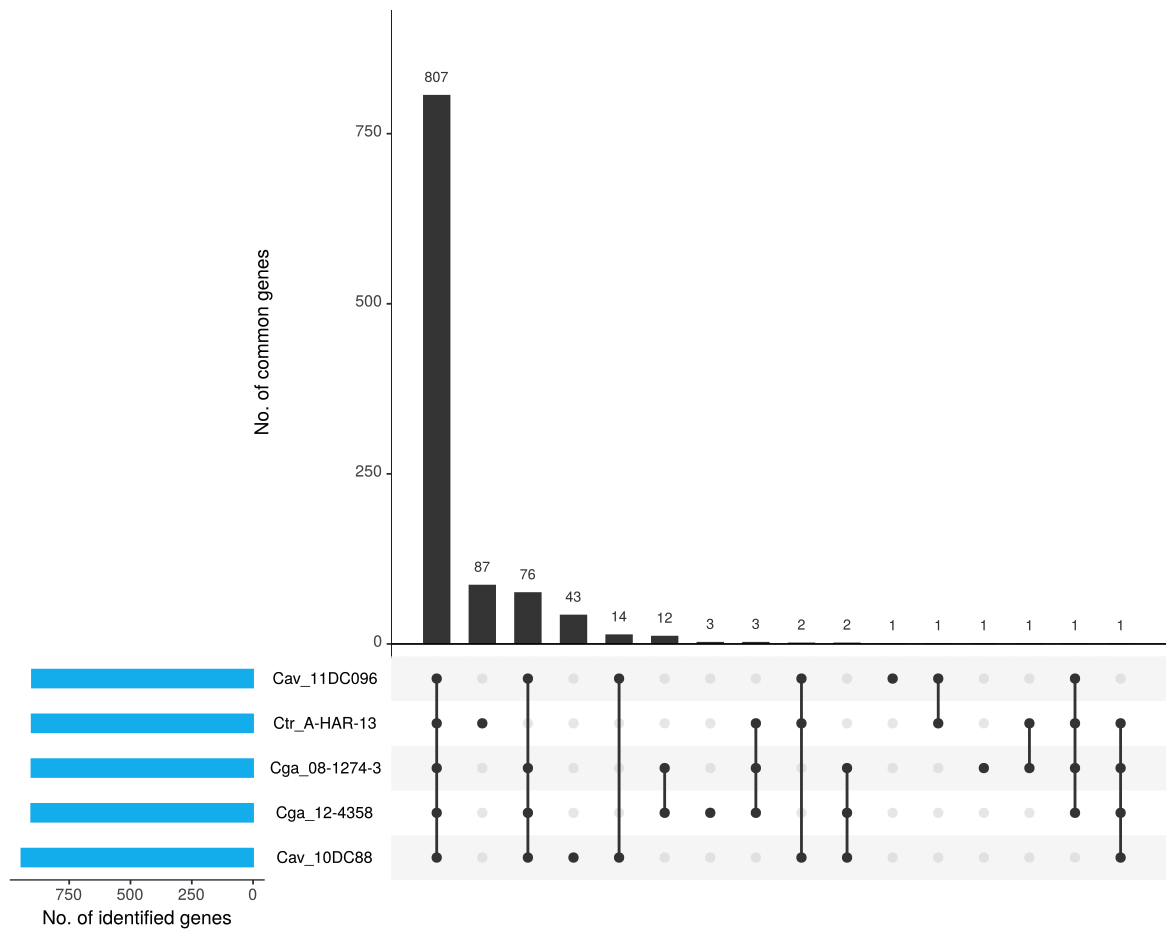 807
750
No. of common genes
500
250
87
76
43
14
12
3
3
2
2
1
1
1
1
1
1
0
Cav_11DC096
Ctr_A-HAR-13
Cga_08-1274-3
Cga_12-4358
Cav_10DC88
750 500 250 0
No. of identified genes